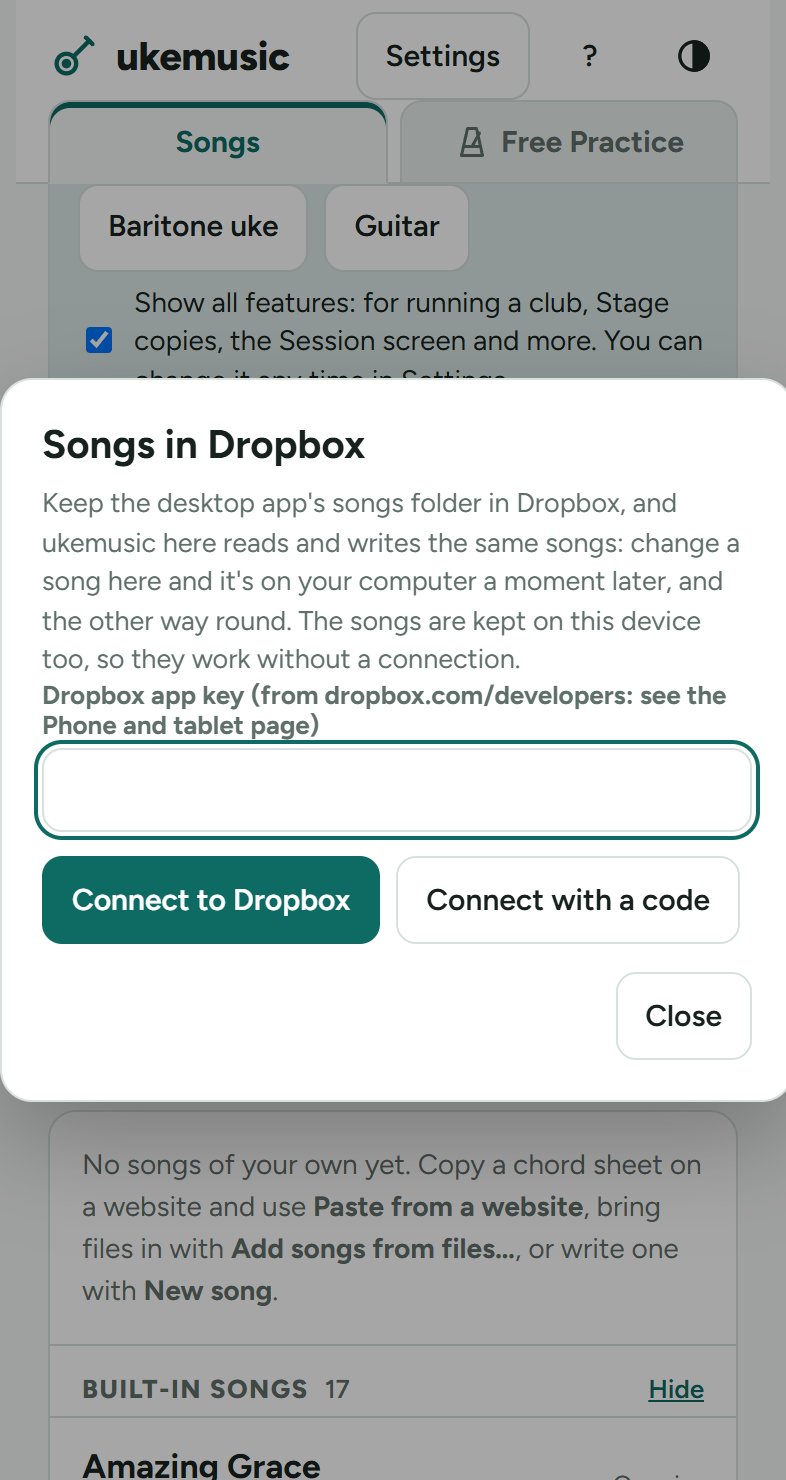 ukemusic
Settings
?
Songs
Free Practice
Baritone uke
Guitar
Show all features: for running a club, Stage
copies, the Session screen and more. You can
change it any time in Settings.
Songs in Dropbox
Keep the desktop app's songs folder in Dropbox, and
ukemusic here reads and writes the same songs: change a
song here and it's on your computer a moment later, and
the other way round. The songs are kept on this device
too, so they work without a connection.
Dropbox app key (from dropbox.com/developers: see the
Phone and tablet page)
Connect to Dropbox
Connect with a code
Close
No songs of your own yet. Copy a chord sheet on
a website and use Paste from a website, bring
files in with Add songs from files..., or write one
with New song.
BUILT-IN SONGS 17
Hide
Amazing Grace